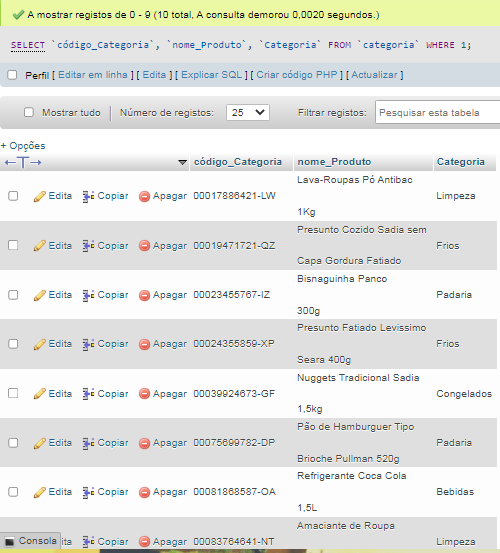 A mostrar registos de 0 - 9 (10 total, A consulta demorou 0,0020 segundos.)
SELECT `código_Categoria`, `nome_Produto`, `Categoria` FROM `categoria` WHERE 1;
Perfil [ Editar em linha ] [ Edita ] [ Explicar SQL ] [ Criar código PHP ] [ Actualizar ]
Mostrar tudo Número de registos: 25 Filtrar registos: Pesquisar esta tabela
+ Opções
←T→ código_Categoria nome_Produto Categoria
Lava-Roupas Pó Antibac
Edita Copiar Apagar 00017886421-LW Limpeza
1Kg
Presunto Cozido Sadia sem
Edita Copiar Apagar 00019471721-QZ Frios
Capa Gordura Fatiado
Bisnaguinha Panco
Edita Copiar Apagar 00023455767-IZ Padaria
300g
Presunto Fatiado Levissimo
Edita Copiar Apagar 00024355859-XP Frios
Seara 400g
Nuggets Tradicional Sadia
Edita Copiar Apagar 00039924673-GF Congelados
1,5kg
Pão de Hamburguer Tipo
Edita Copiar Apagar 00075699782-DP Padaria
Brioche Pullman 520g
Refrigerante Coca Cola
Edita Copiar Apagar 00081868587-OA Bebidas
1,5L
Amaciante de Roupa
Console ita Copiar Apagar 00083764641-NT Limpeza